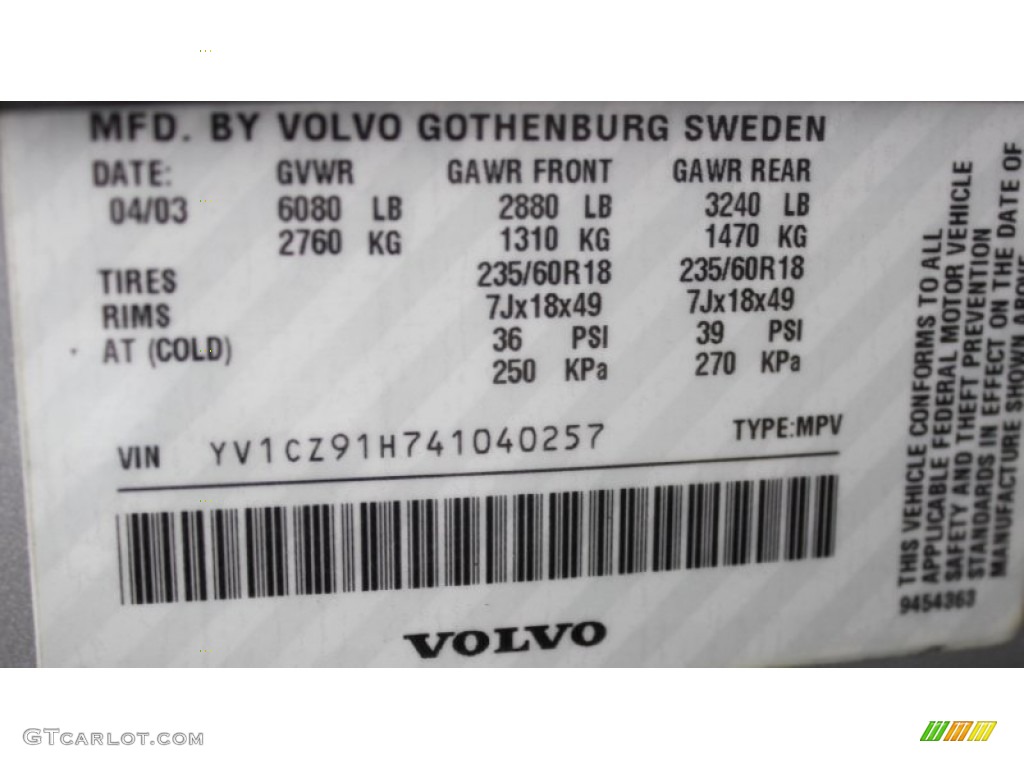 MFD. BY VOLVO GOTHENBURG SWEDEN
DATE: GVWR GAWR FRONT GAWR REAR
04/03 6080 LB 2880 LB 3240 LB
2760 KG 1310 KG 1470 KG
TIRES 235/60R18 235/60R18
RIMS 7Jx18x49 7Jx18x49
AT (COLD) 36 PSI 39 PSI
250 KPa 270 KPa
VIN YV1CZ91H741040257 TYPE:MPV
VOLVO
THIS VEHICLE CONFORMS TO ALL
APPLICABLE FEDERAL MOTOR VEHICLE
SAFETY AND THEFT PREVENTION
STANDARDS IN EFFECT ON THE DATE OF
MANUFACTURE SHOWN ABOVE
9454363
GTCARLOT.COM